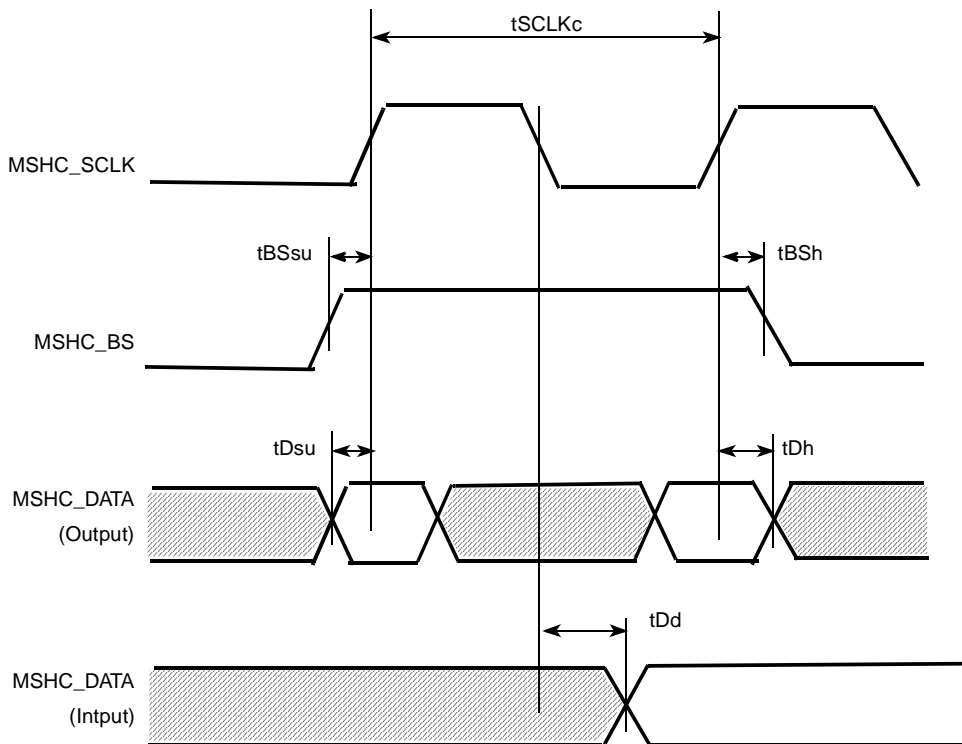 tSCLKc
MSHC_SCLK
tBSsu
tBSh
MSHC_BS
tDsu
tDh
MSHC_DATA
(Output)
tDd
MSHC_DATA
(Intput)